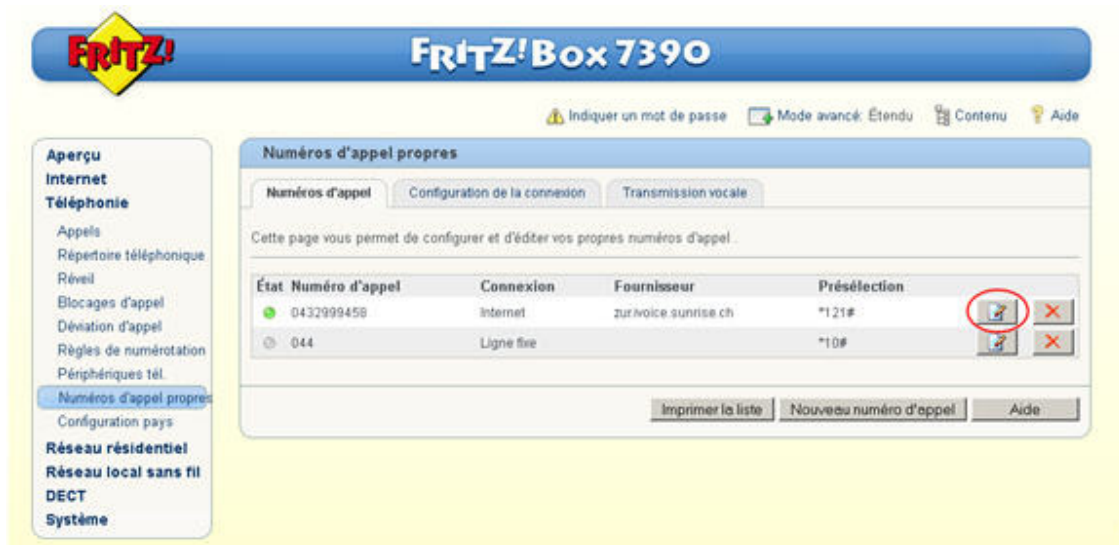 FRITZ!
FRITZ!Box 7390
Indiquer un mot de passe Mode avancé: Étendu Contenu Aide
Aperçu
Internet
Téléphonie
Appels
Répertoire téléphonique
Réveil
Blocages d'appel
Déviation d'appel
Règles de numérotation
Périphériques tél.
Numéros d'appel propres
Configuration pays
Réseau résidentiel
Réseau local sans fil
DECT
Système
Numéros d'appel propres
Numéros d'appel Configuration de la connexion Transmission vocale
Cette page vous permet de configurer et d'éditer vos propres numéros d'appel.
État Numéro d'appel Connexion Fournisseur Présélection
0432999458 Internet zur.ivoice.sunrise.ch *121#
044 Ligne fixe *10#
Imprimer la liste Nouveau numéro d'appel Aide